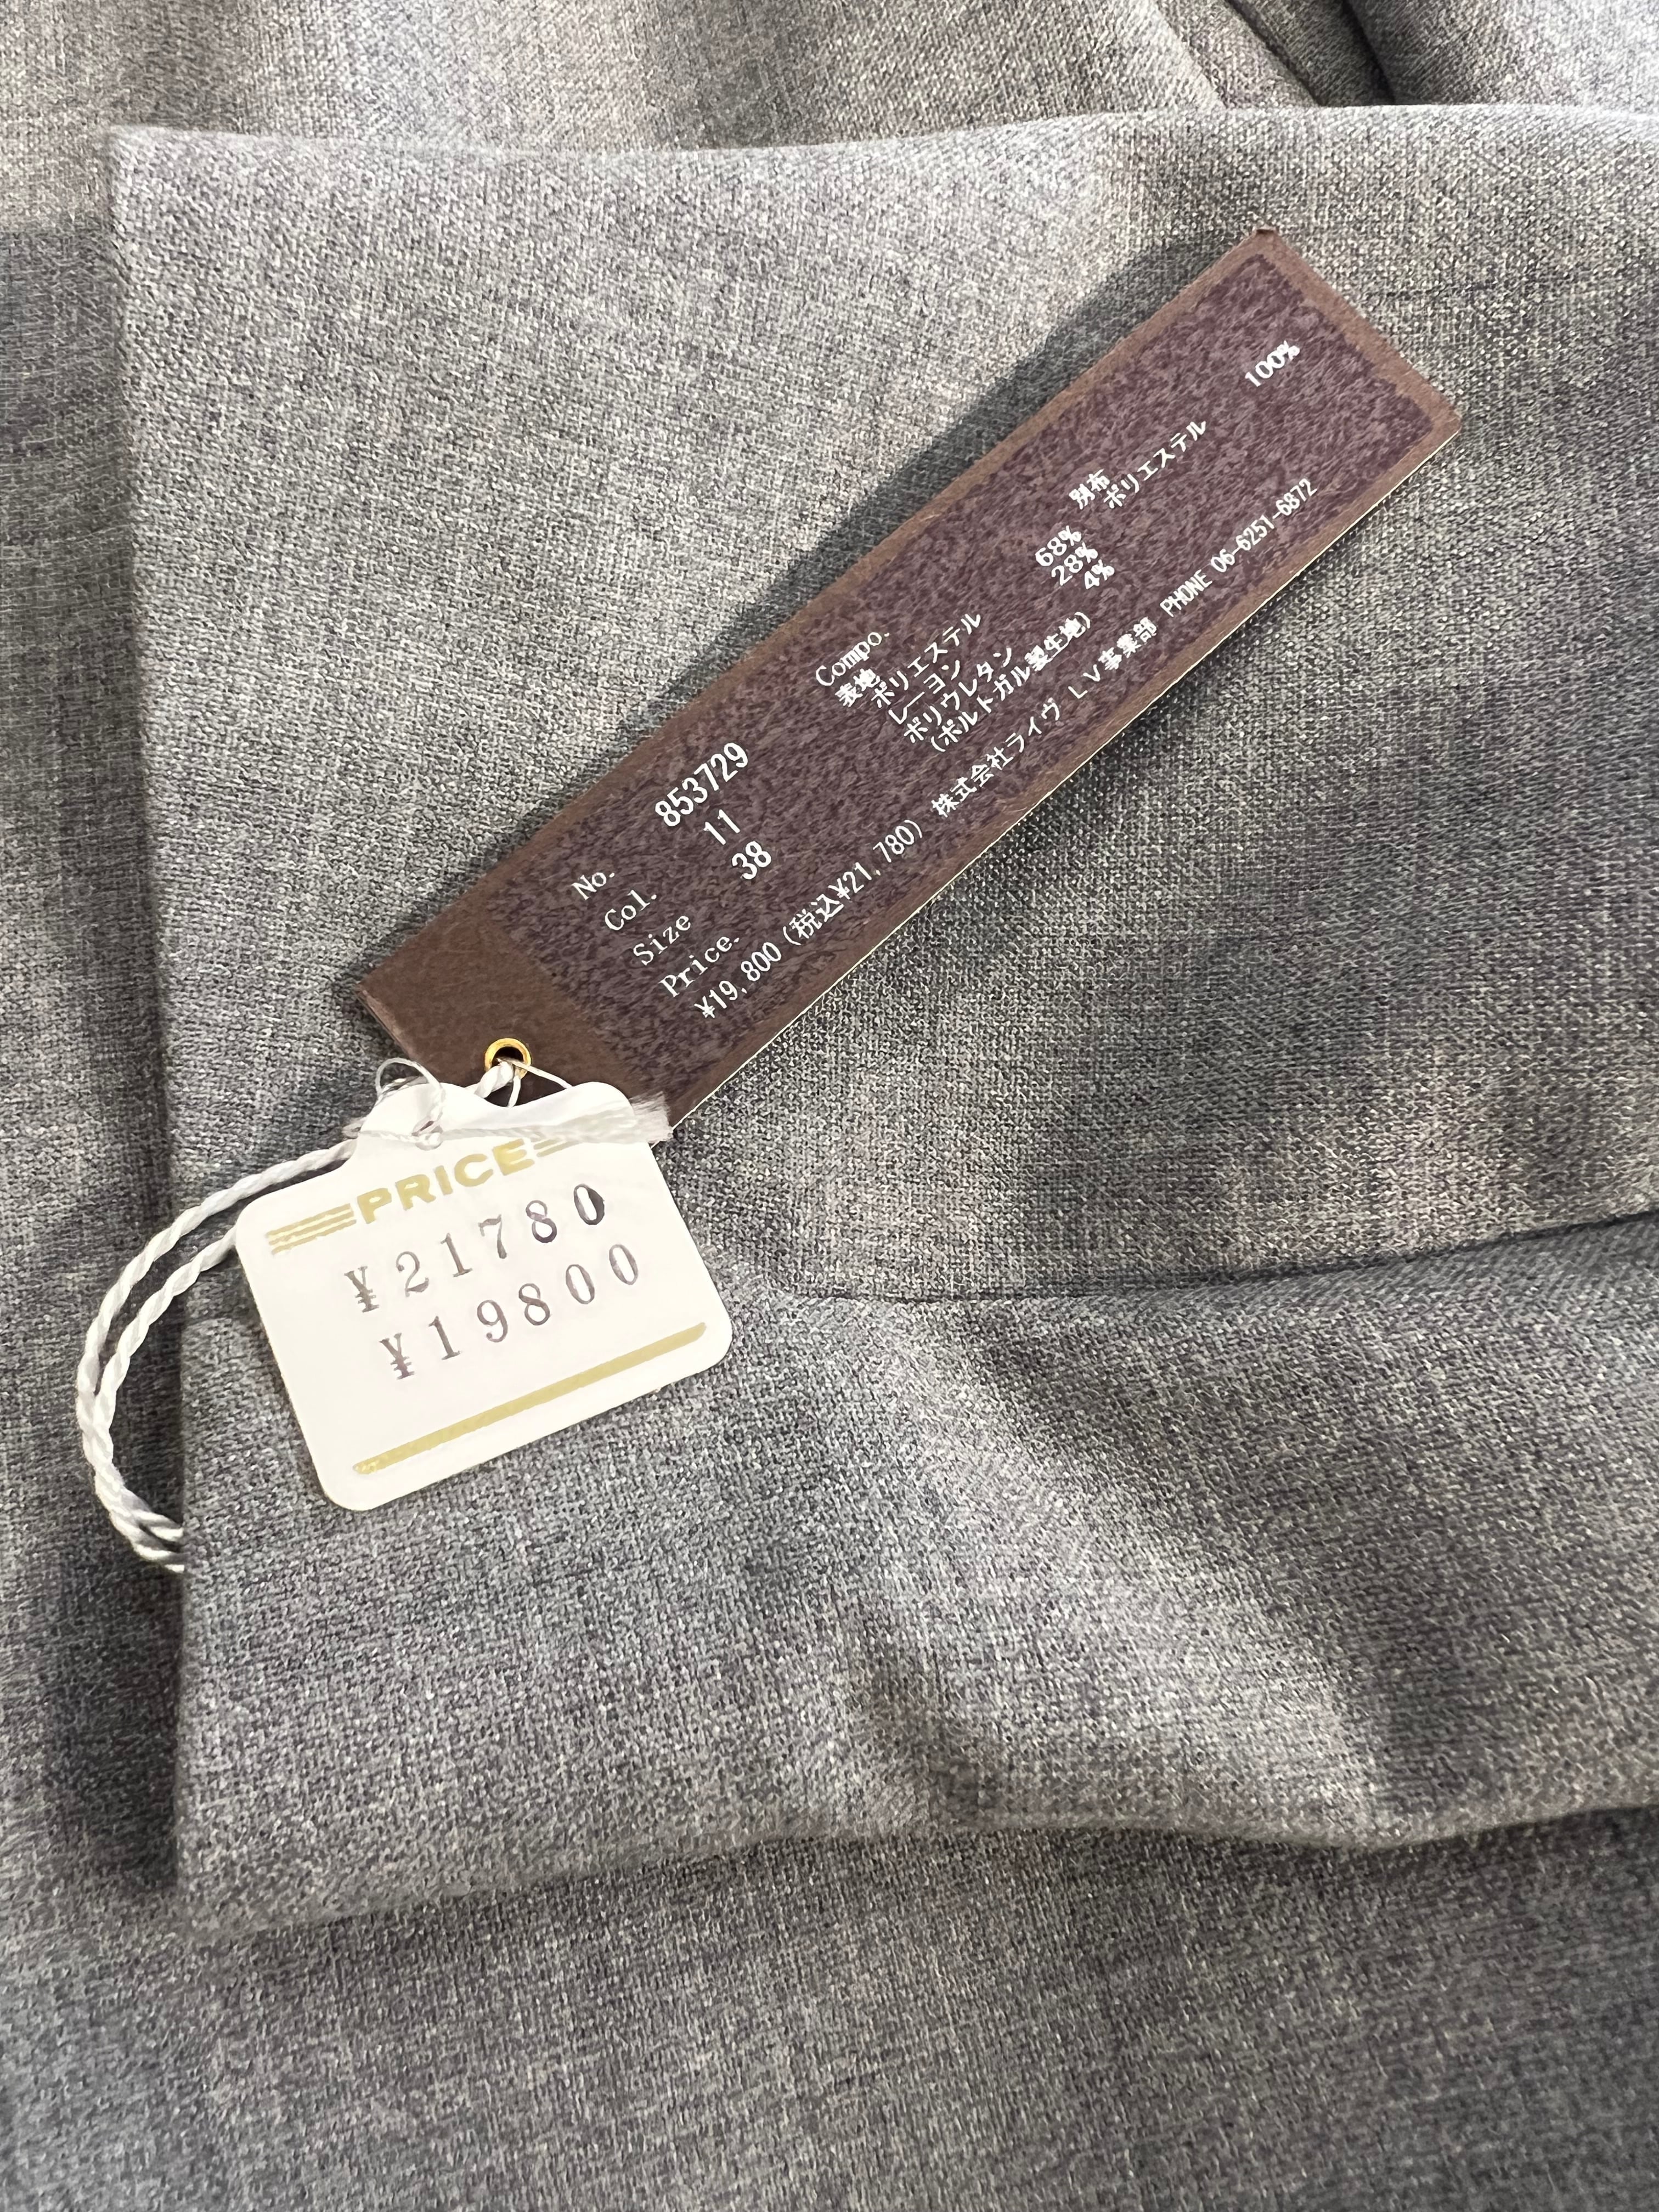 No. 853729
Col. 11
Size 38
Price.
¥19,800(税込¥21,780)
Compo.
表地
ポリエステル 68%
レーヨン 28%
ポリウレタン 4%
(ポルトガル製生地)
別布
ポリエステル 100%
株式会社ライヴ LV事業部 PHONE 06-6251-6872
PRICE
¥21780
¥19800